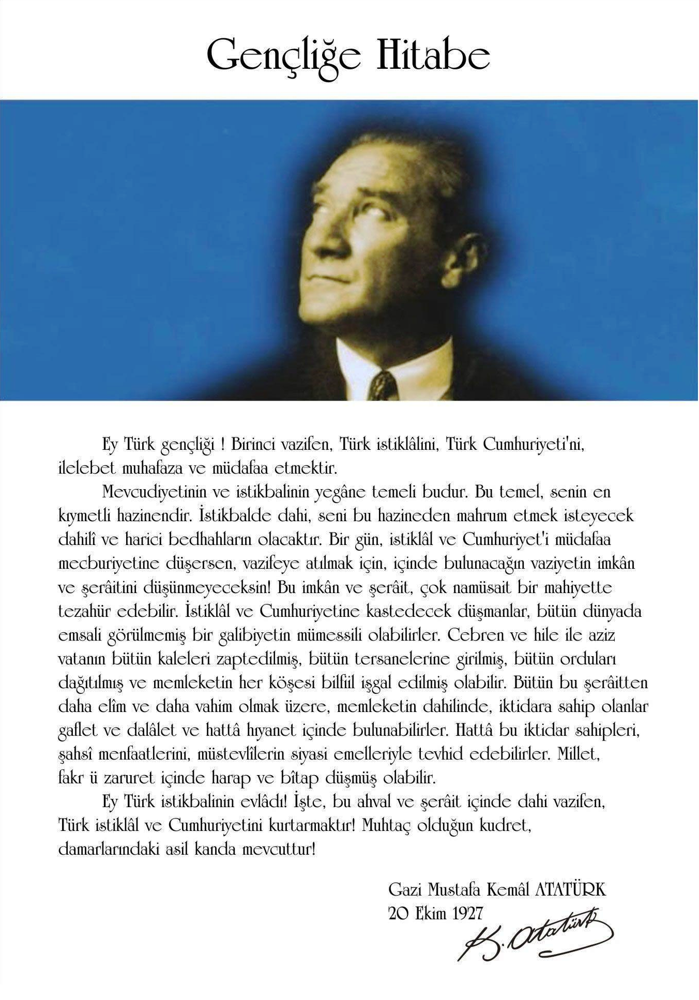 Gençliğe Hitabe
Ey Türk gençliği ! Birinci vazifen, Türk istiklâlini, Türk Cumhuriyeti'ni,
ilelebet muhafaza ve müdafaa etmektir.
Mevcudiyetinin ve istikbalinin yegâne temeli budur. Bu temel, senin en
kıymetli hazinendir. İstikbalde dahi, seni bu hazineden mahrum etmek isteyecek
dahilî ve harici bedhahların olacaktır. Bir gün, istiklâl ve Cumhuriyet'i müdafaa
mecburiyetine düşersen, vazifeye atılmak için, içinde bulunacağın vaziyetin imkân
ve şerâitini düşünmeyeceksin! Bu imkân ve şerâit, çok namüsait bir mahiyette
tezahür edebilir. İstiklâl ve Cumhuriyetine kastedecek düşmanlar, bütün dünyada
emsali görülmemiş bir galibiyetin mümessili olabilirler. Cebren ve hile ile aziz
vatanın bütün kaleleri zaptedilmiş, bütün tersanelerine girilmiş, bütün orduları
dağıtılmış ve memleketin her köşesi bilfiil işgal edilmiş olabilir. Bütün bu şerâitten
daha elîm ve daha vahim olmak üzere, memleketin dahilinde, iktidara sahip olanlar
gaflet ve dalâlet ve hattâ hıyanet içinde bulunabilirler. Hattâ bu iktidar sahipleri,
şahsî menfaatlerini, müstevlîlerin siyasi emelleriyle tevhid edebilirler. Millet,
fakr ü zaruret içinde harap ve bîtap düşmüş olabilir.
Ey Türk istikbalinin evlâdı! İşte, bu ahval ve şerâit içinde dahi vazifen,
Türk istiklâl ve Cumhuriyetini kurtarmaktır! Muhtaç olduğun kudret,
damarlarındaki asil kanda mevcuttur!
Gazi Mustafa Kemâl ATATÜRK
20 Ekim 1927
K. Atatürk